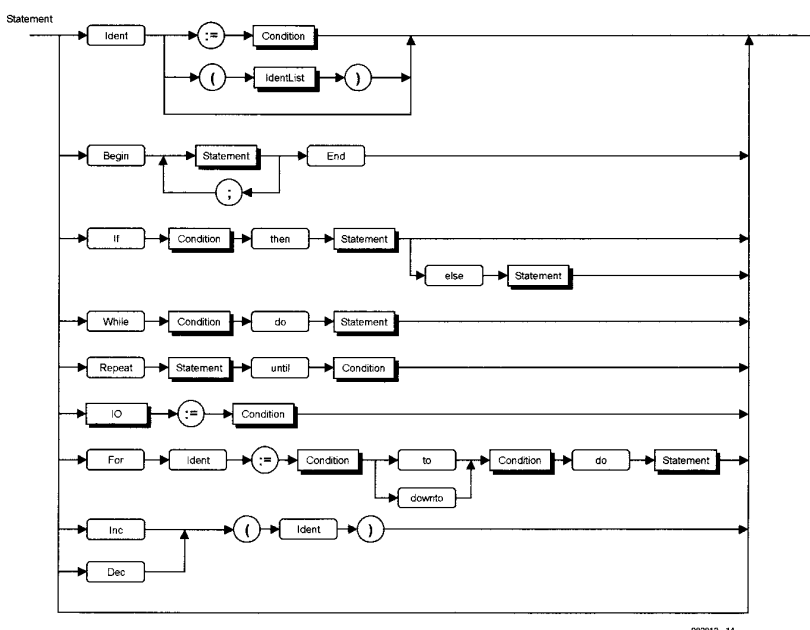 Statement
Ident := Condition
( IdentList )
Begin Statement End
;
If Condition then Statement
else Statement
While Condition do Statement
Repeat Statement until Condition
IO := Condition
For Ident := Condition to Condition do Statement
downto
Inc ( Ident )
Dec